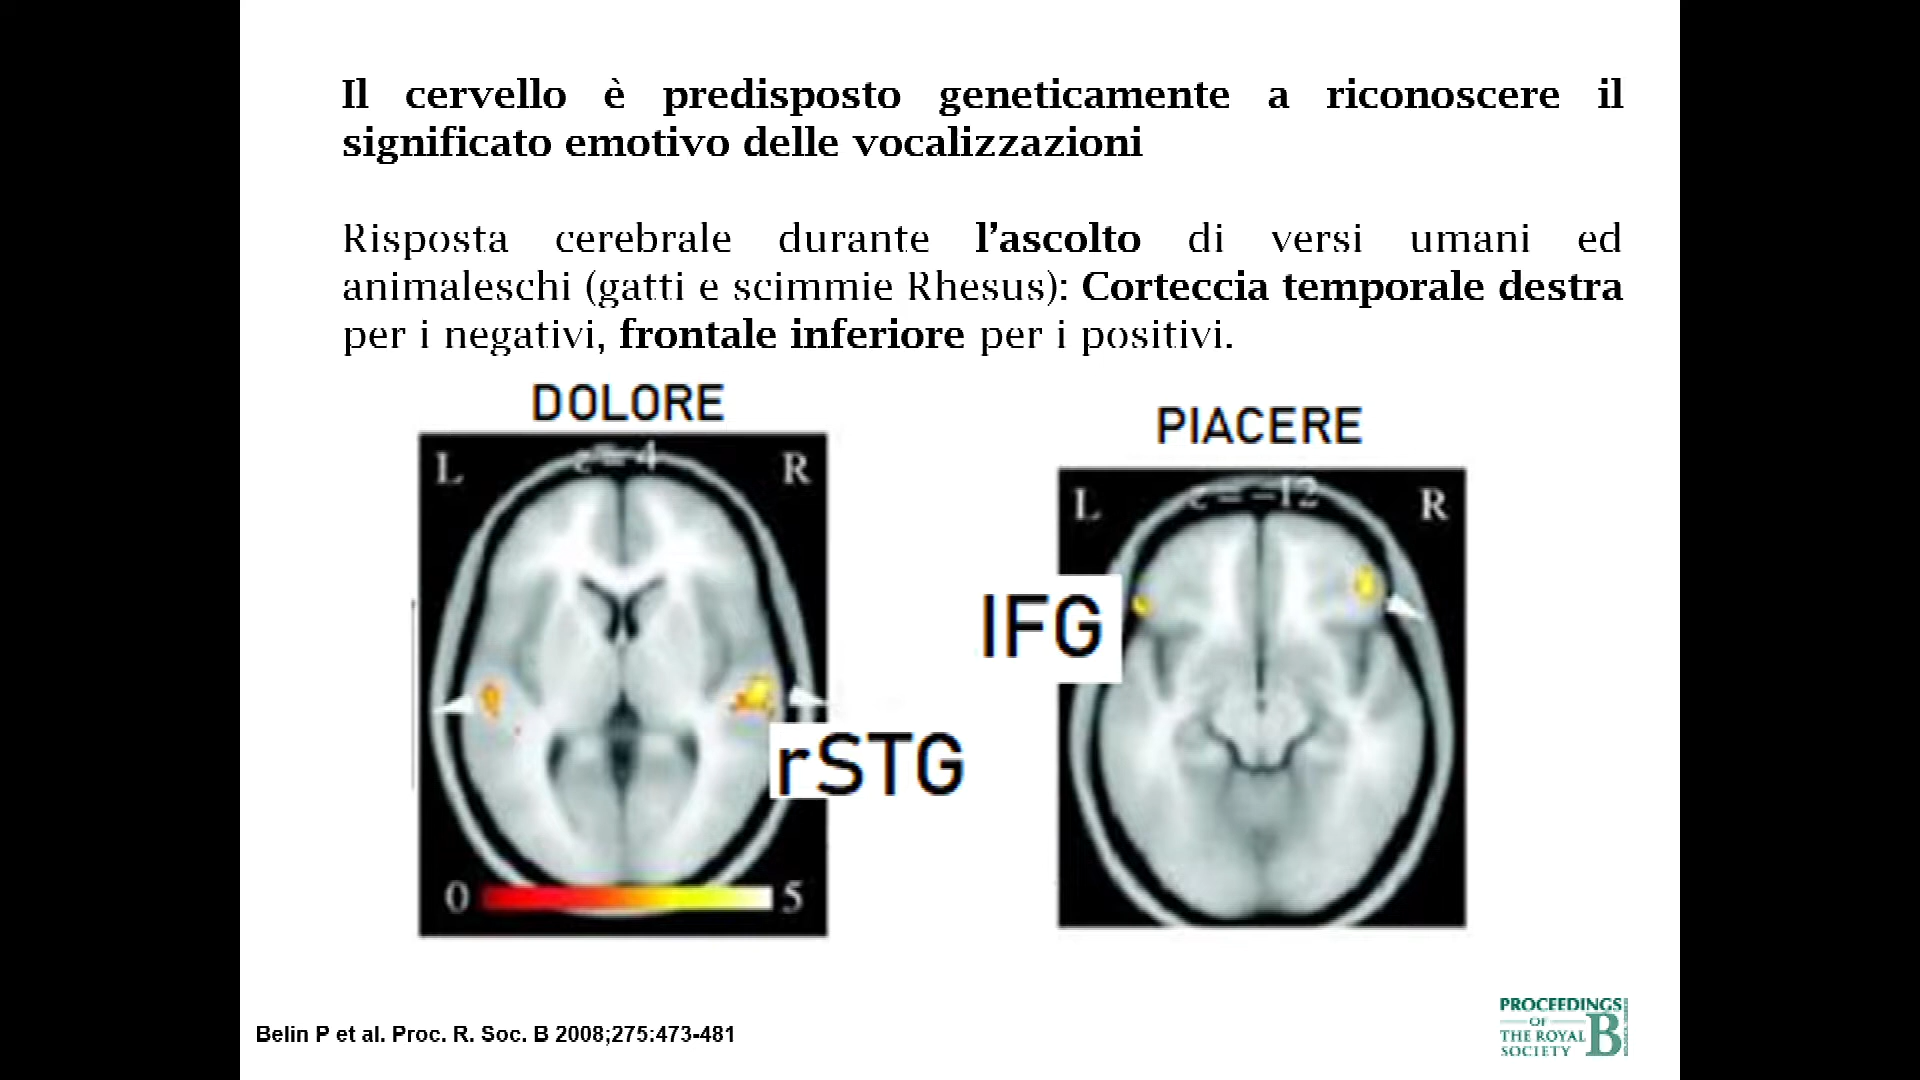 Il cervello è predisposto geneticamente a riconoscere il
significato emotivo delle vocalizzazioni
Risposta cerebrale durante l'ascolto di versi umani ed
animaleschi (gatti e scimmie Rhesus): Corteccia temporale destra
per i negativi, frontale inferiore per i positivi.
DOLORE
PIACERE
L
z = 4
R
L
z = −12
R
IFG
rSTG
0
5
Belin P et al. Proc. R. Soc. B 2008;275:473-481
PROCEEDINGS
OF
THE ROYAL
SOCIETY
B